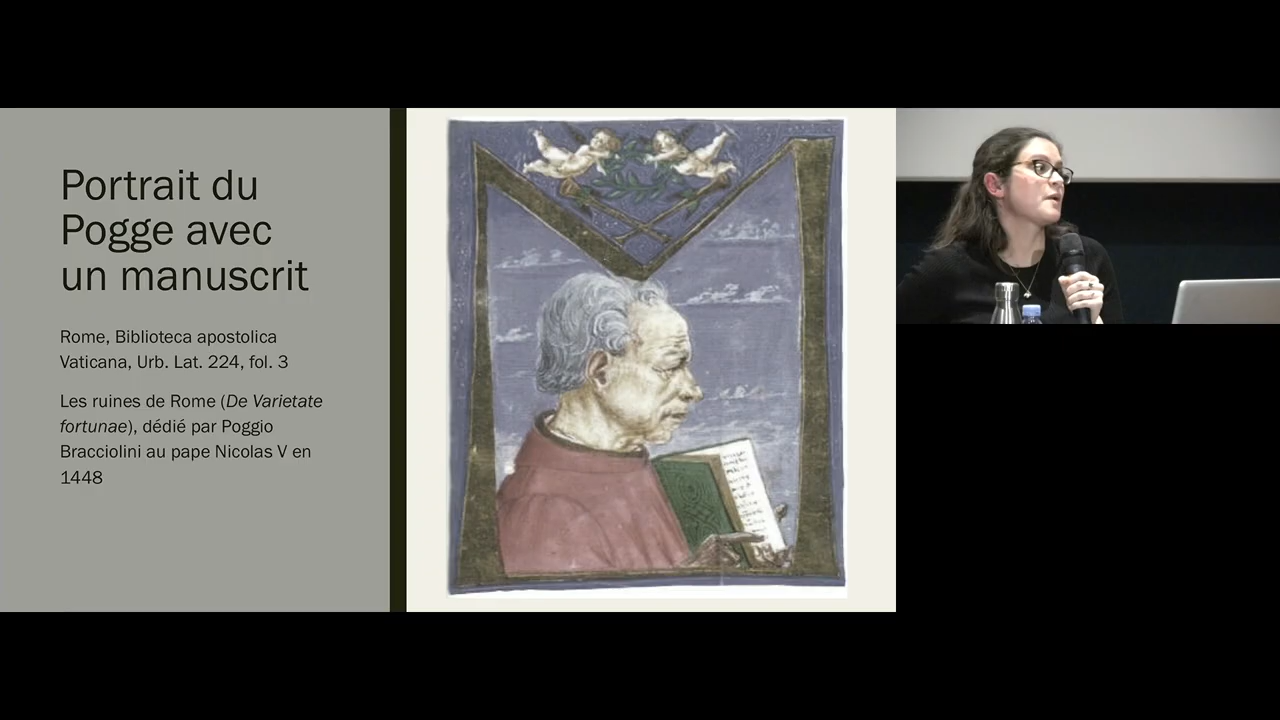 Portrait du
Pogge avec
un manuscrit
Rome, Biblioteca apostolica
Vaticana, Urb. Lat. 224, fol. 3
Les ruines de Rome (De Varietate
fortunae), dédié par Poggio
Bracciolini au pape Nicolas V en
1448